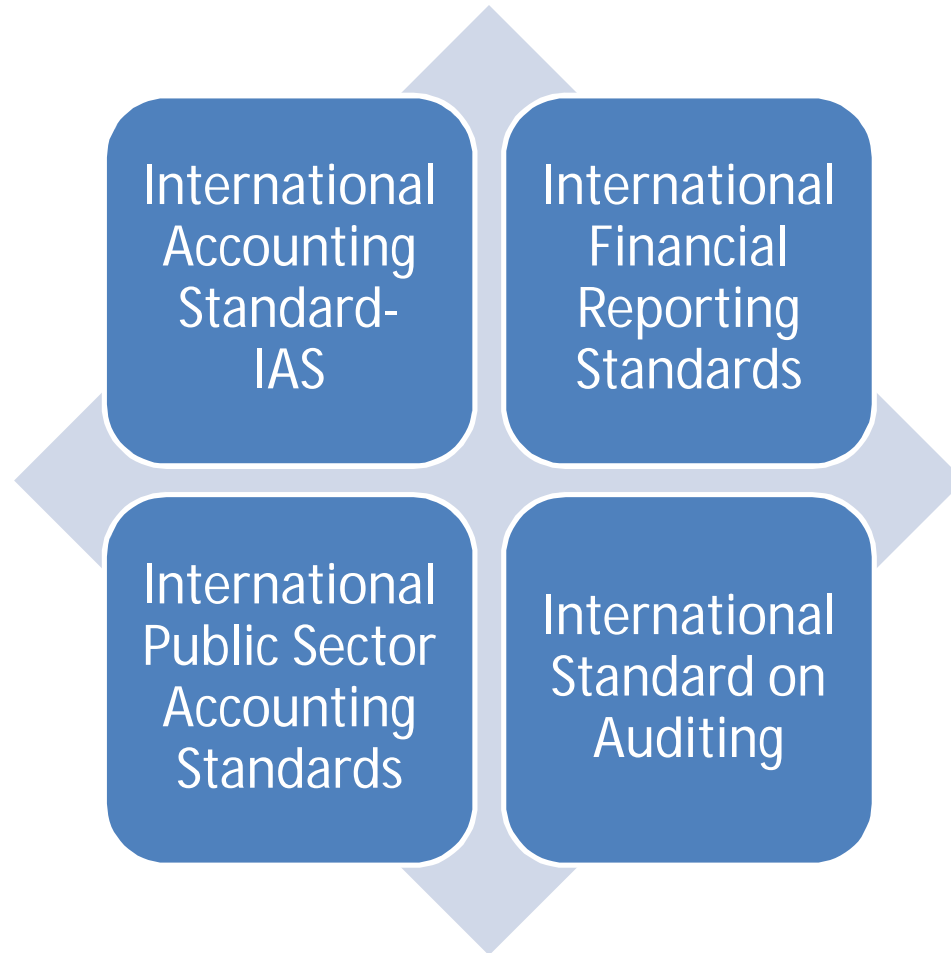 International
Accounting
Standard-
IAS
International
Financial
Reporting
Standards
International
Public Sector
Accounting
Standards
International
Standard on
Auditing